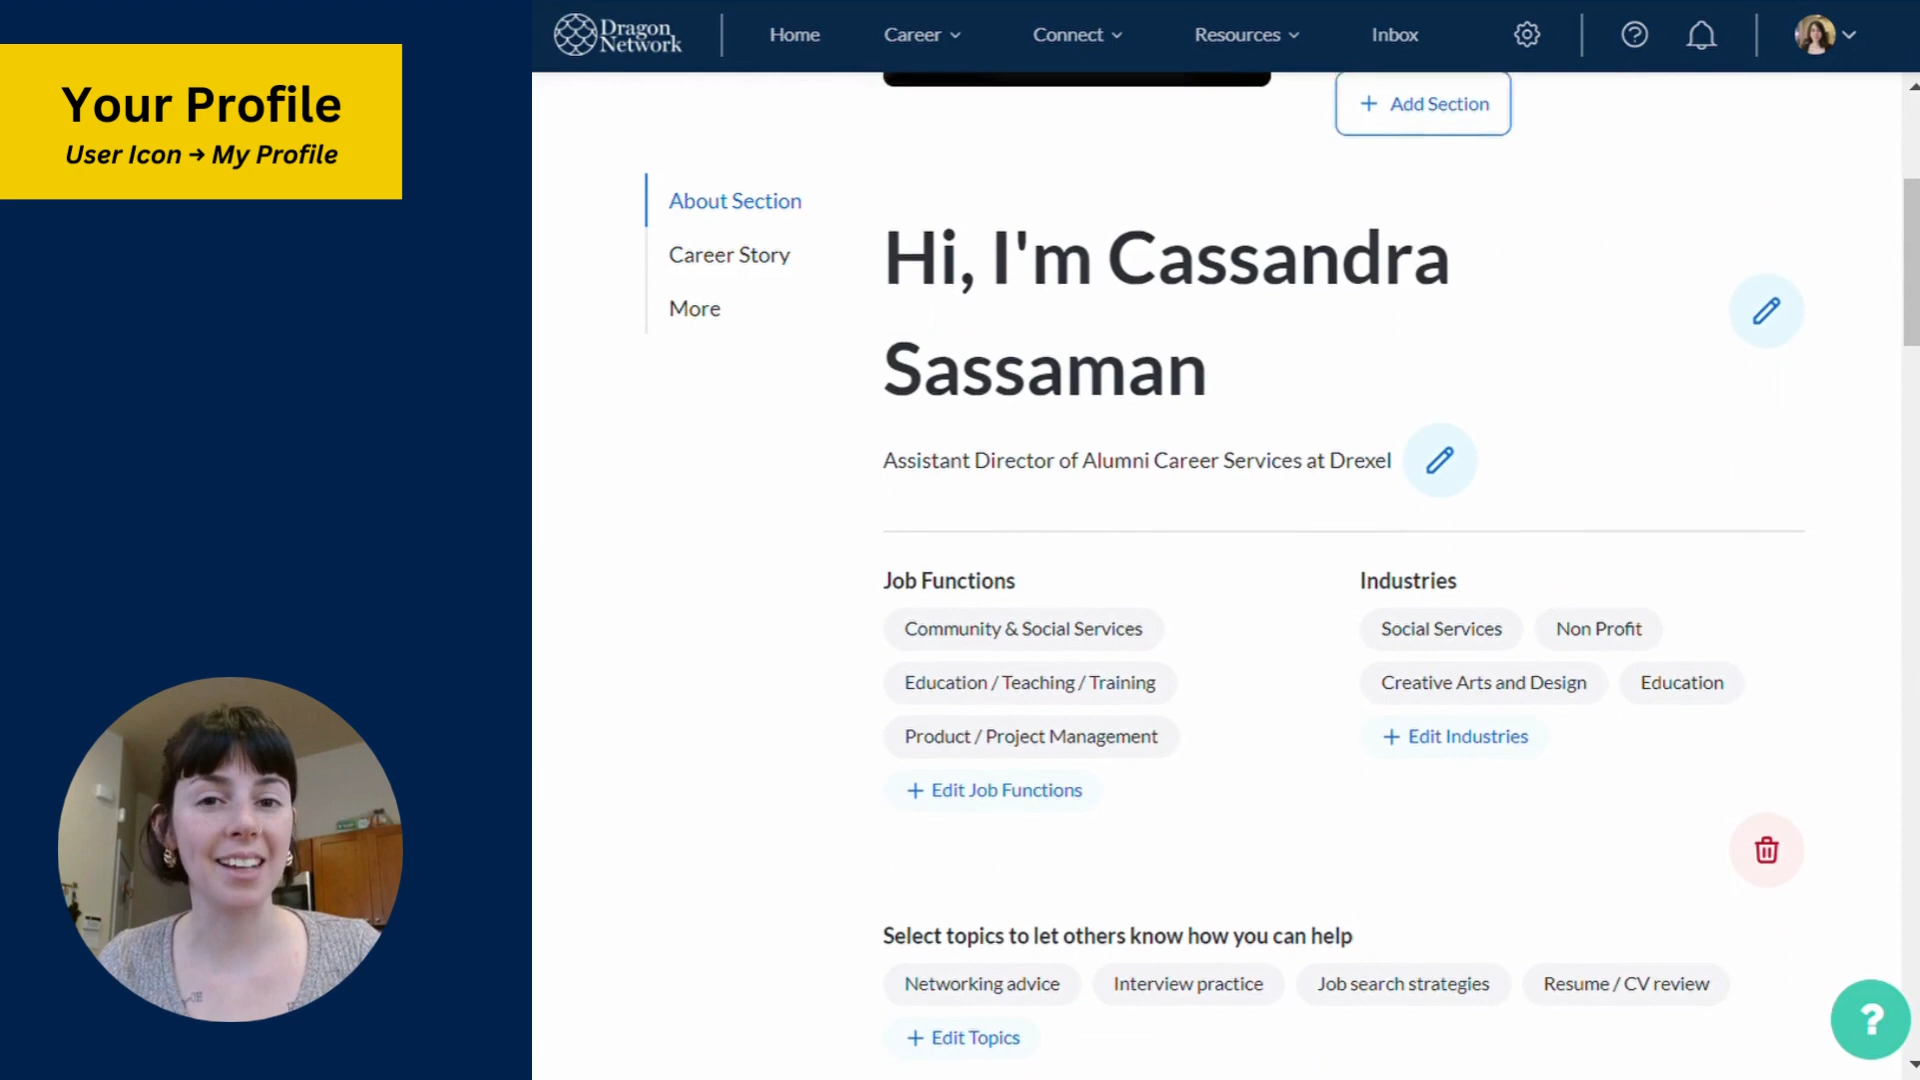 Your Profile
User Icon → My Profile
Dragon
Network
Home
Career
Connect
Resources
Inbox
+ Add Section
About Section
Career Story
More
Hi, I'm Cassandra
Sassaman
Assistant Director of Alumni Career Services at Drexel
Job Functions
Community & Social Services
Education / Teaching / Training
Product / Project Management
+ Edit Job Functions
Industries
Social Services
Non Profit
Creative Arts and Design
Education
+ Edit Industries
Select topics to let others know how you can help
Networking advice
Interview practice
Job search strategies
Resume / CV review
+ Edit Topics
?